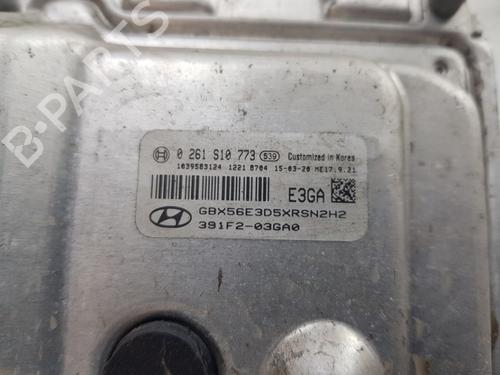 B-PARTS
0 261 S10 773 539 Customized in Korea
1039S83124 1221 8704 15-03-20 ME17.9.21
E3GA
GBX56E3D5XRSN2H2
391F2-03GA0